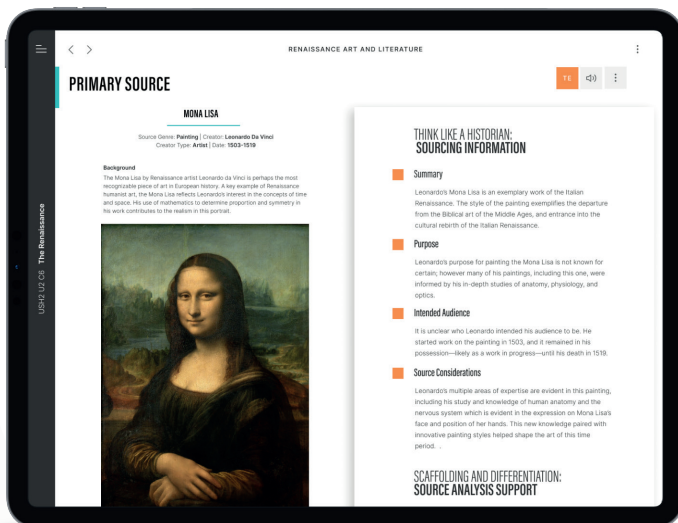 RENAISSANCE ART AND LITERATURE
PRIMARY SOURCE
TE
USH2 U2 C6 The Renaissance
MONA LISA
Source Genre: Painting | Creator: Leonardo Da Vinci
Creator Type: Artist | Date: 1503-1519
Background
The Mona Lisa by Renaissance artist Leonardo da Vinci is perhaps the most
recognizable piece of art in European history. A key example of Renaissance
humanist art, the Mona Lisa reflects Leonardo's interest in the concepts of time
and space. His use of mathematics to determine proportion and symmetry in
his work contributes to the realism in this portrait.
THINK LIKE A HISTORIAN:
SOURCING INFORMATION
Summary
Leonardo's Mona Lisa is an exemplary work of the Italian
Renaissance. The style of the painting exemplifies the departure
from the Biblical art of the Middle Ages, and entrance into the
cultural rebirth of the Italian Renaissance.
Purpose
Leonardo's purpose for painting the Mona Lisa is not known for
certain; however many of his paintings, including this one, were
informed by his in-depth studies of anatomy, physiology, and
optics.
Intended Audience
It is unclear who Leonardo intended his audience to be. He
started work on the painting in 1503, and it remained in his
possession—likely as a work in progress—until his death in 1519.
Source Considerations
Leonardo's multiple areas of expertise are evident in this painting,
including his study and knowledge of human anatomy and the
nervous system which is evident in the expression on Mona Lisa's
face and position of her hands. This new knowledge paired with
innovative painting styles helped shape the art of this time
period. .
SCAFFOLDING AND DIFFERENTIATION:
SOURCE ANALYSIS SUPPORT